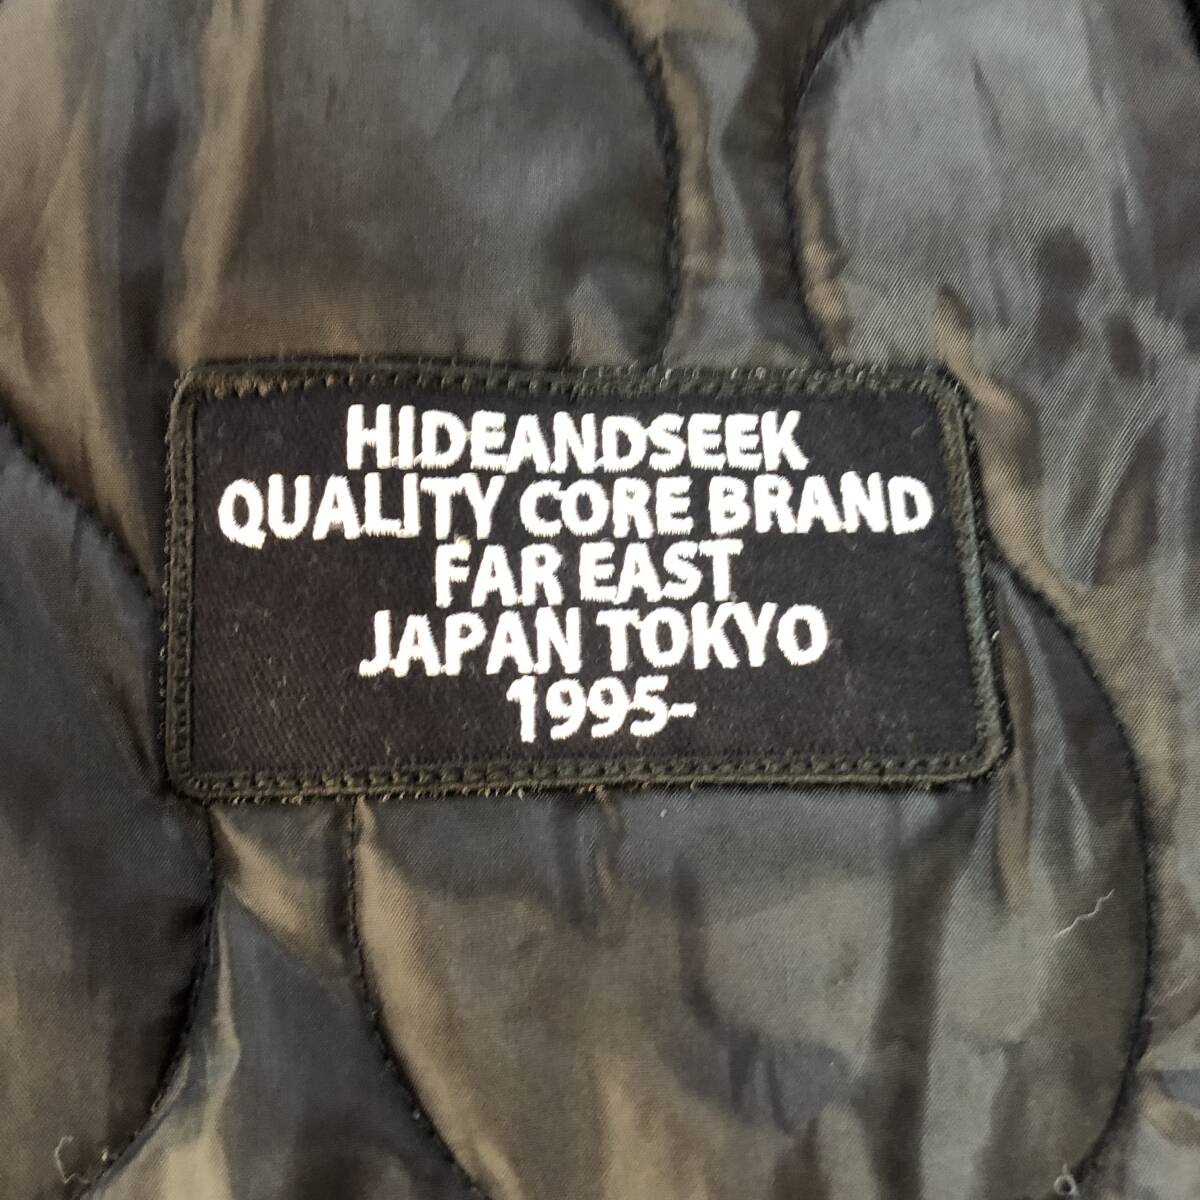 HIDEANDSEEK
QUALITY CORE BRAND
FAR EAST
JAPAN TOKYO
1995-